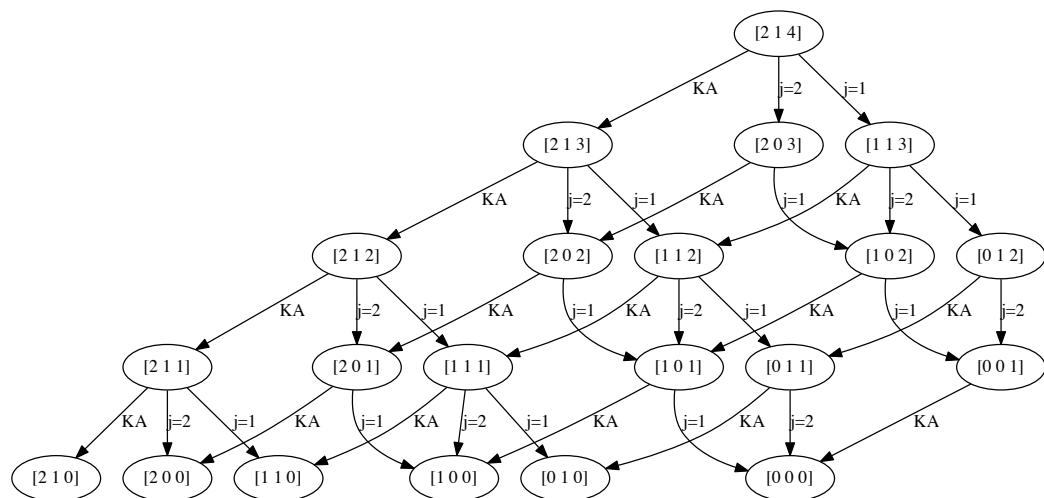 [2 1 4]
KA j=2 j=1
[2 1 3] [2 0 3] [1 1 3]
KA j=2 j=1 KA j=1 j=2 KA j=1
[2 1 2] [2 0 2] [1 1 2] [1 0 2] [0 1 2]
KA j=2 j=1 KA j=1 KA j=2 j=1 KA j=1 KA j=2
[2 1 1] [2 0 1] [1 1 1] [1 0 1] [0 1 1] [0 0 1]
KA j=2 j=1 KA j=1 KA j=2 j=1 KA j=1 KA j=2 KA
[2 1 0] [2 0 0] [1 1 0] [1 0 0] [0 1 0] [0 0 0]